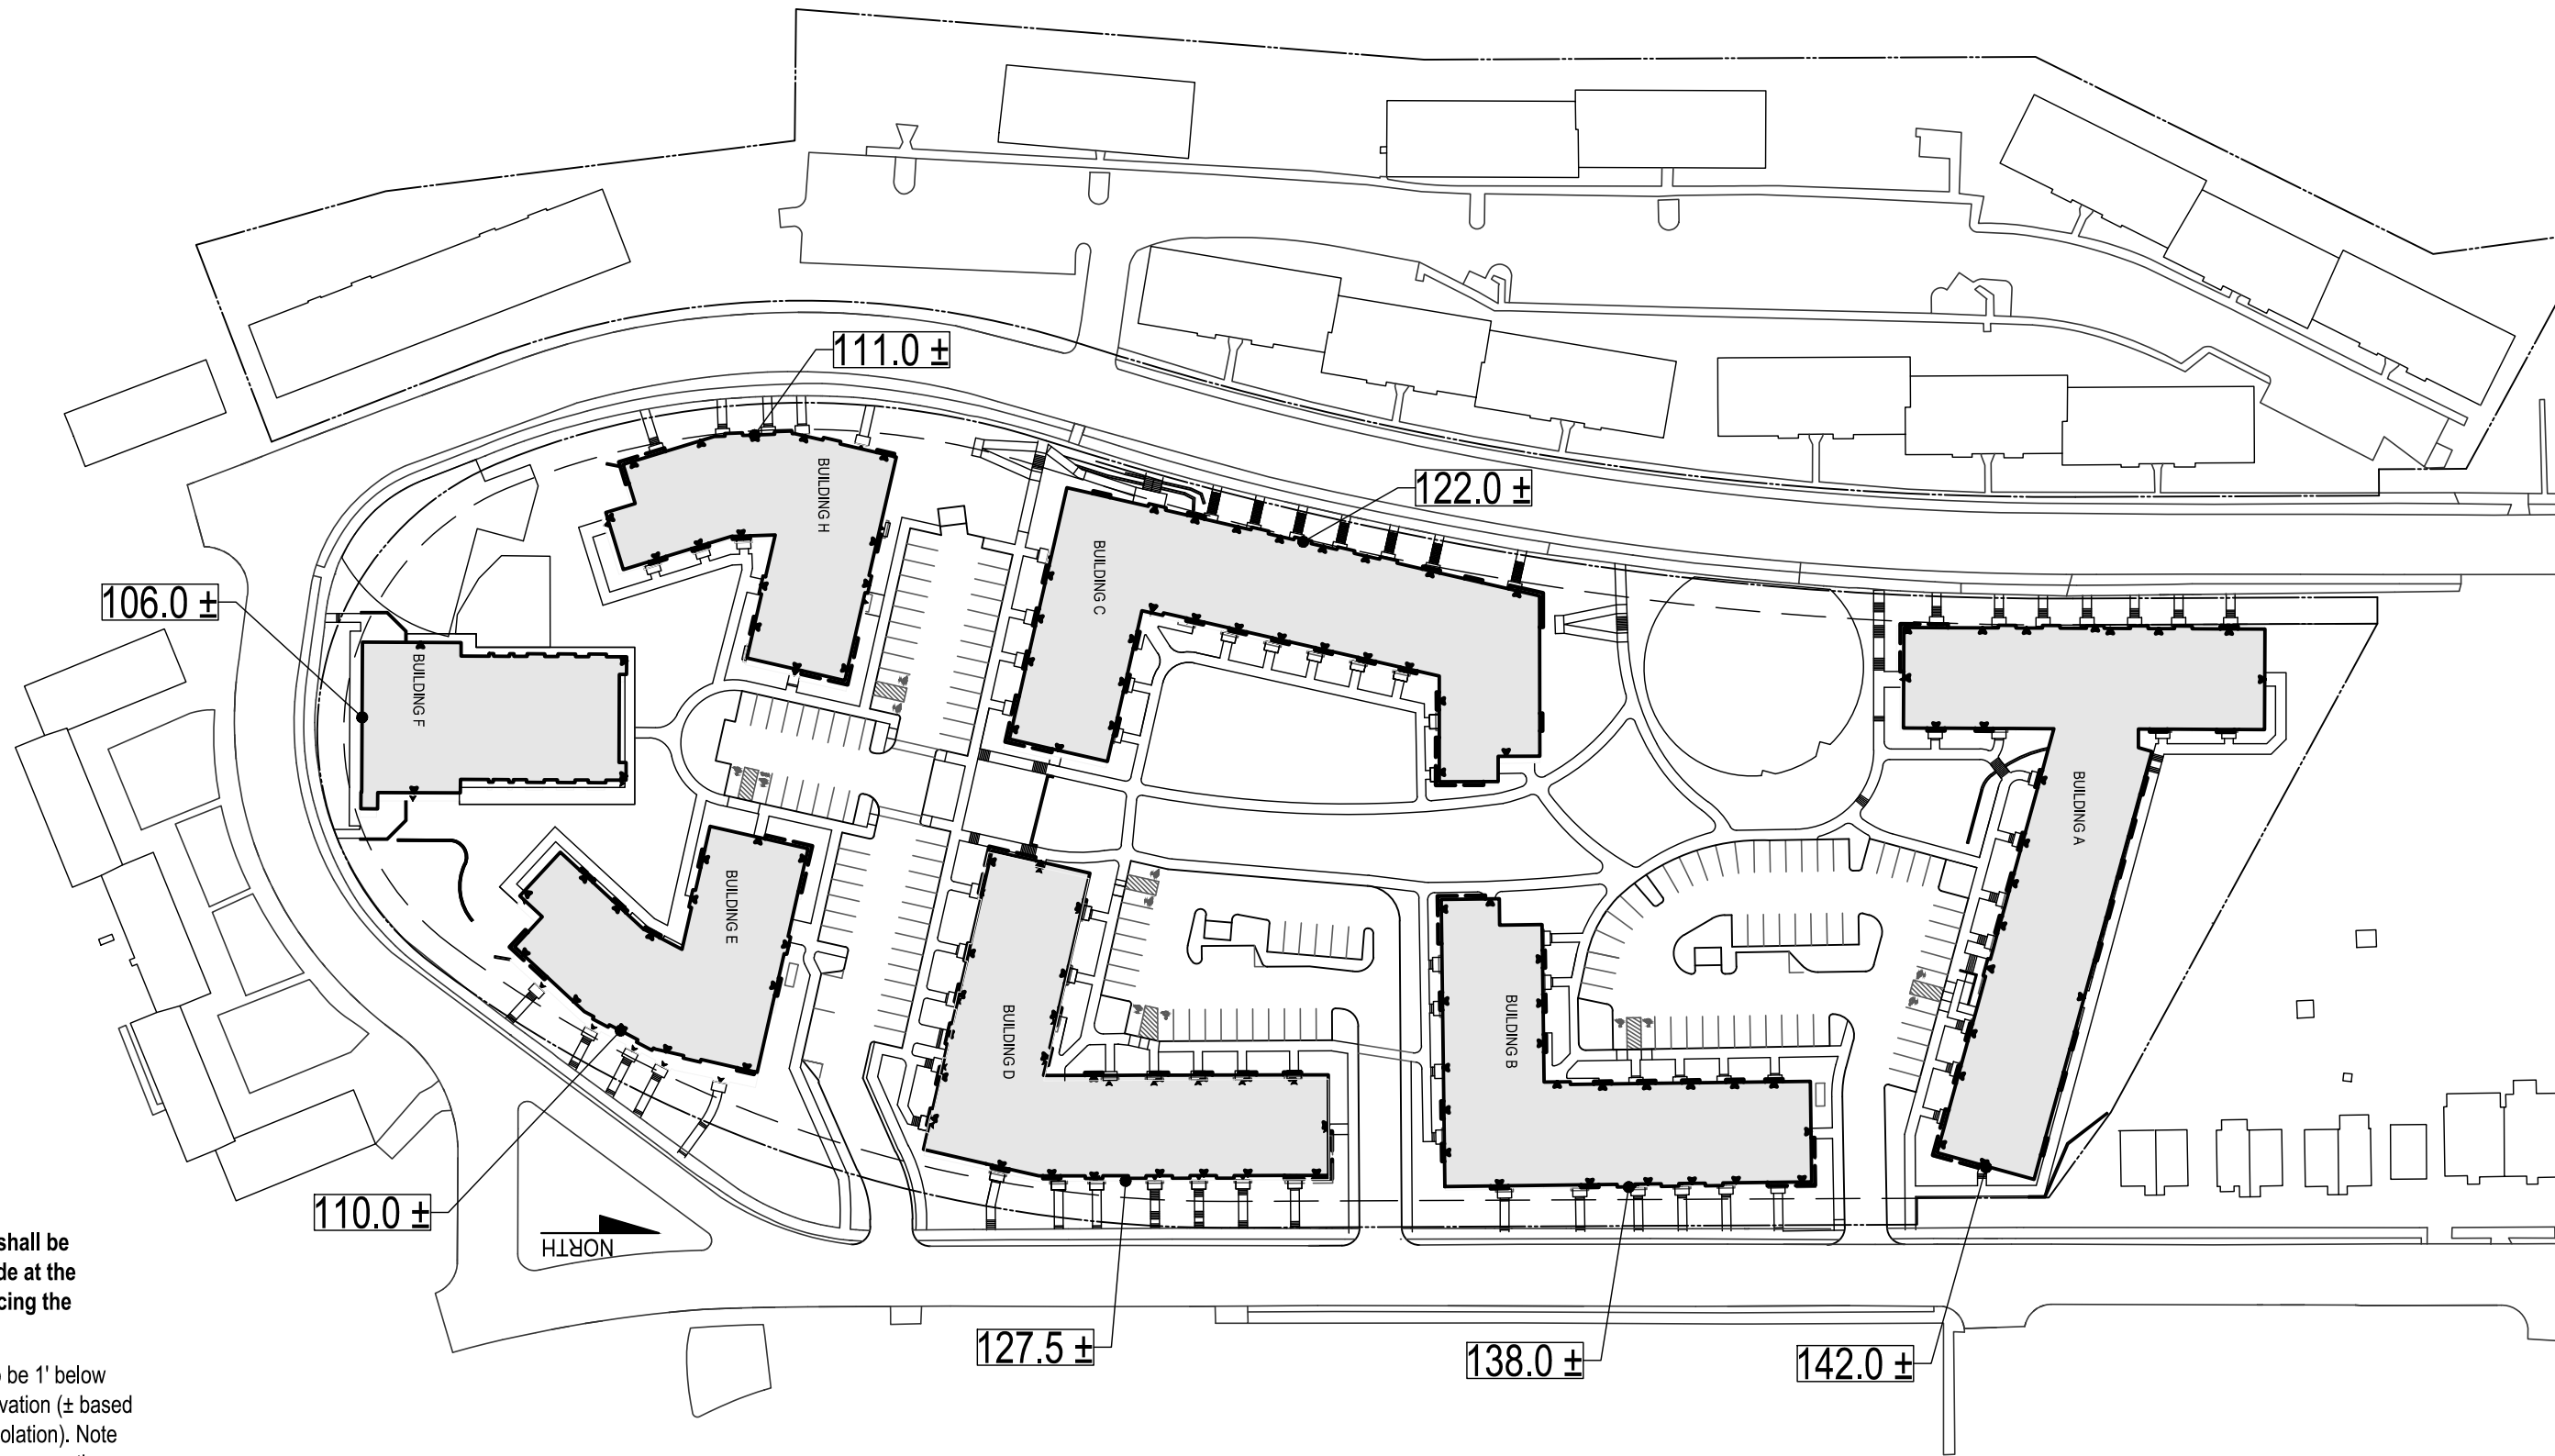 111.0 ±
122.0 ±
106.0 ±
BUILDING H
BUILDING C
BUILDING F
BUILDING A
BUILDING E
BUILDING D
BUILDING B
110.0 ±
NORTH
127.5 ±
138.0 ±
142.0 ±
shall be
de at the
cing the
be 1' below
vation (± based
olation). Note